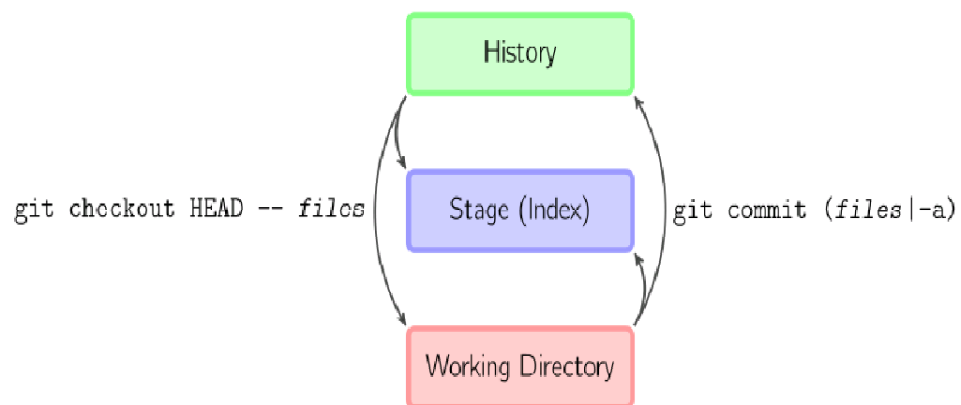 History
git checkout HEAD -- files
Stage (Index)
git commit (files|-a)
Working Directory